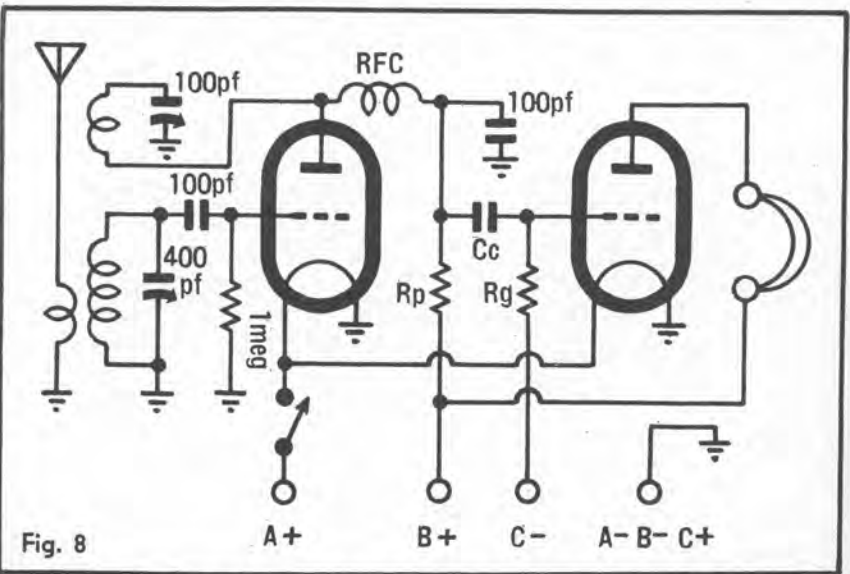 RFC
100pf
100pf
100pf
400
pf
1meg
Cc
Rp
Rg
Fig. 8
A+
B+
C-
A- B- C+